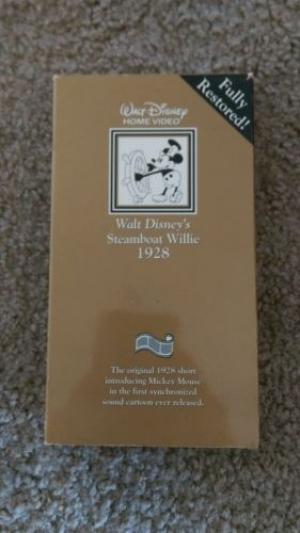 Fully
Restored!
Walt Disney
HOME VIDEO
Walt Disney's
Steamboat Willie
1928
The original 1928 short
introducing Mickey Mouse
in the first synchronized
sound cartoon ever released.